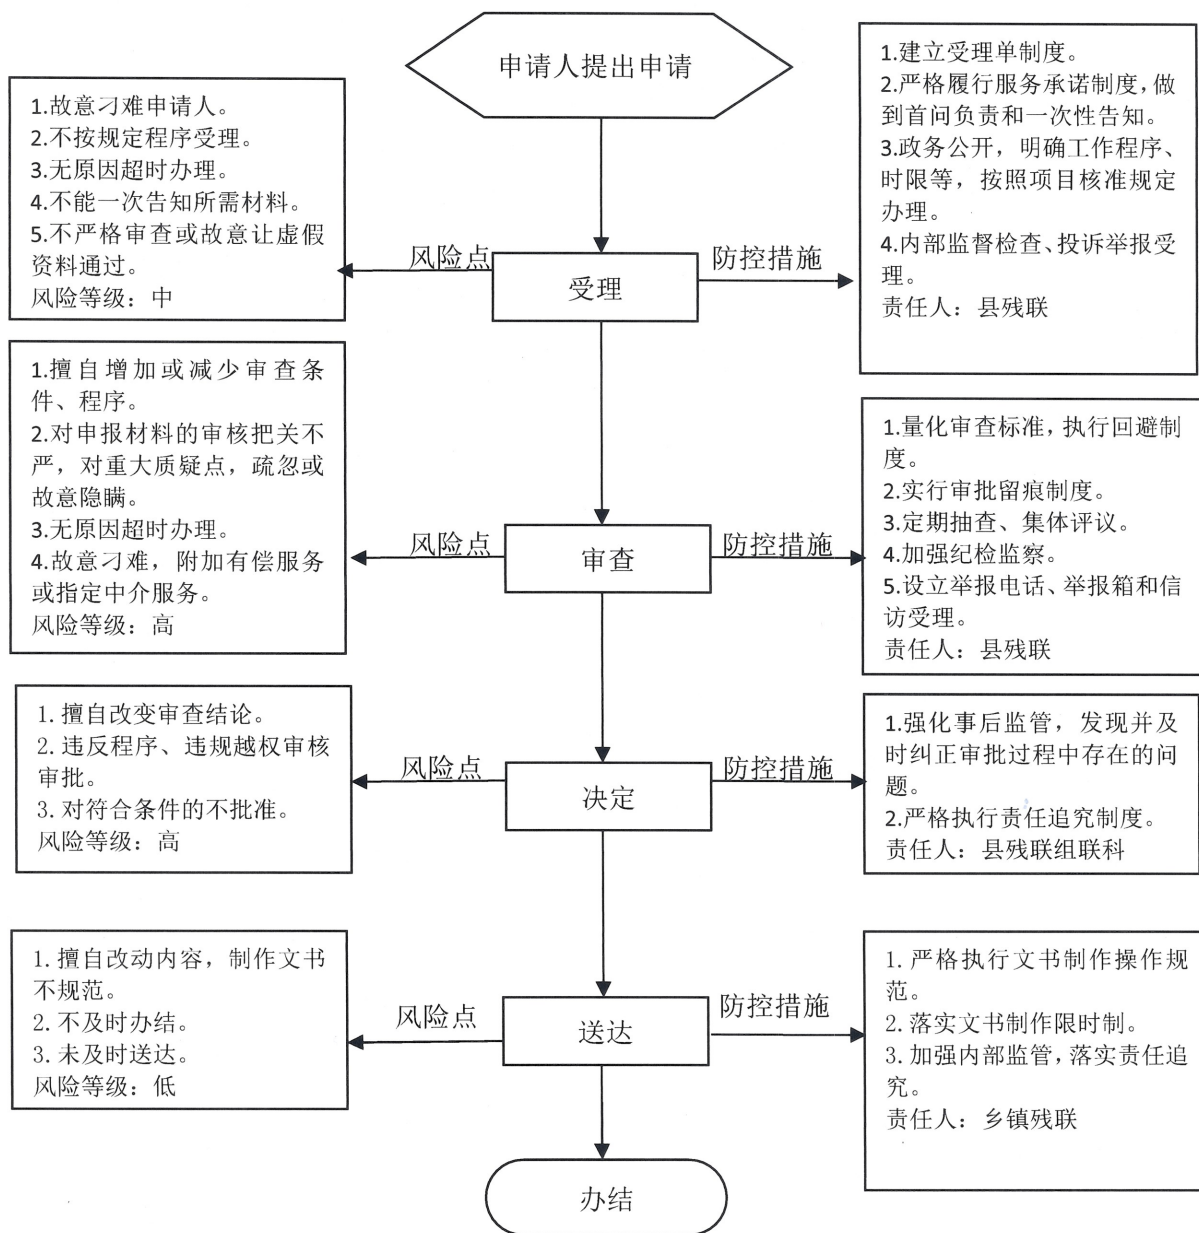 申请人提出申请
1.故意刁难申请人。
2.不按规定程序受理。
3.无原因超时办理。
4.不能一次告知所需材料。
5.不严格审查或故意让虚假
资料通过。
风险等级：中
风险点
受理
防控措施
1.建立受理单制度。
2.严格履行服务承诺制度，做
到首问负责和一次性告知。
3.政务公开，明确工作程序、
时限等，按照项目核准规定
办理。
4.内部监督检查、投诉举报受
理。
责任人：县残联
1.擅自增加或减少审查条
件、程序。
2.对申报材料的审核把关不
严，对重大质疑点，疏忽或
故意隐瞒。
3.无原因超时办理。
4.故意刁难，附加有偿服务
或指定中介服务。
风险等级：高
风险点
审查
防控措施
1.量化审查标准，执行回避制
度。
2.实行审批留痕制度。
3.定期抽查、集体评议。
4.加强纪检监察。
5.设立举报电话、举报箱和信
访受理。
责任人：县残联
1. 擅自改变审查结论。
2. 违反程序、违规越权审核
审批。
3. 对符合条件的不批准。
风险等级：高
风险点
决定
防控措施
1.强化事后监管，发现并及
时纠正审批过程中存在的问
题。
2.严格执行责任追究制度。
责任人：县残联组联科
1. 擅自改动内容，制作文书
不规范。
2. 不及时办结。
3. 未及时送达。
风险等级：低
风险点
送达
防控措施
1. 严格执行文书制作操作规
范。
2. 落实文书制作限时制。
3. 加强内部监管，落实责任追
究。
责任人：乡镇残联
办结